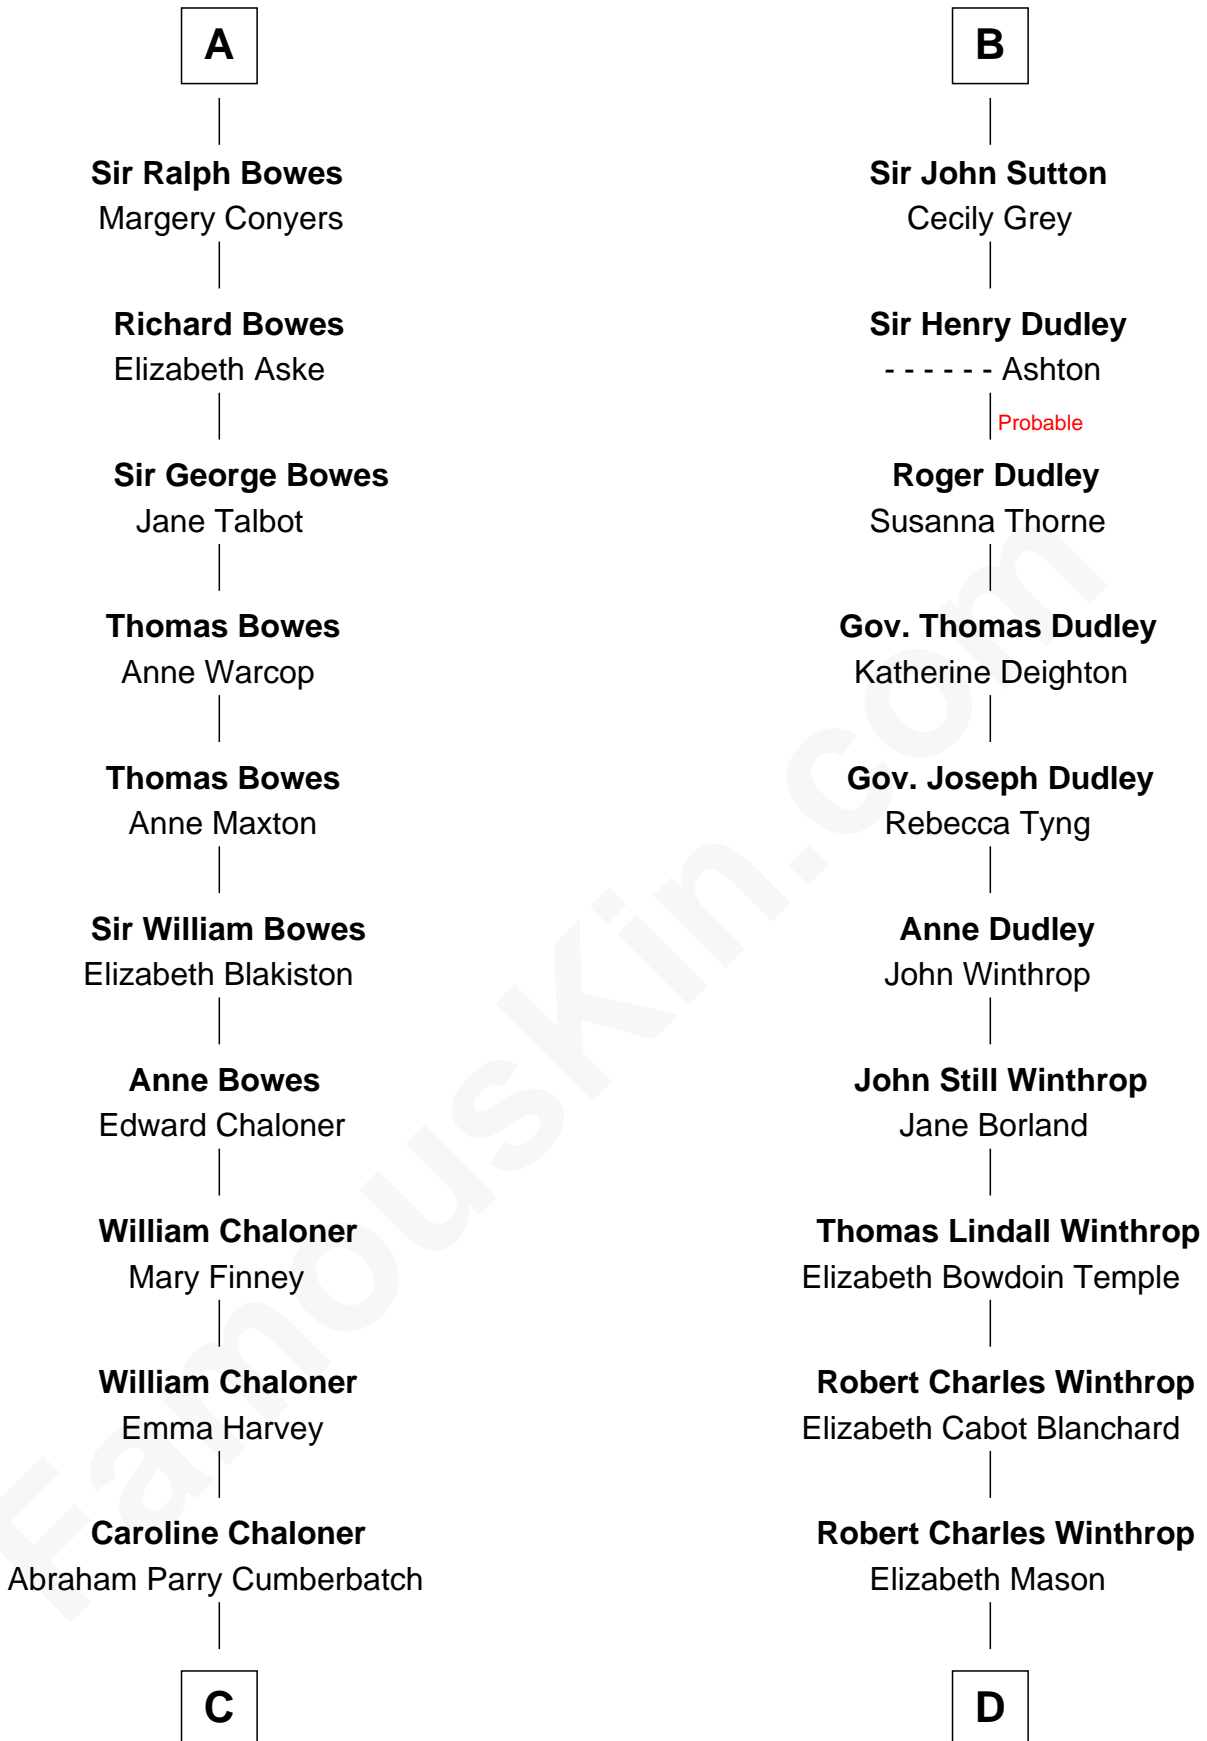 A
Sir Ralph Bowes
Margery Conyers
Richard Bowes
Elizabeth Aske
Sir George Bowes
Jane Talbot
Thomas Bowes
Anne Warcop
Thomas Bowes
Anne Maxton
Sir William Bowes
Elizabeth Blakiston
Anne Bowes
Edward Chaloner
William Chaloner
Mary Finney
William Chaloner
Emma Harvey
Caroline Chaloner
Abraham Parry Cumberbatch
C
B
Sir John Sutton
Cecily Grey
Sir Henry Dudley
- - - - - - Ashton
Probable
Roger Dudley
Susanna Thorne
Gov. Thomas Dudley
Katherine Deighton
Gov. Joseph Dudley
Rebecca Tyng
Anne Dudley
John Winthrop
John Still Winthrop
Jane Borland
Thomas Lindall Winthrop
Elizabeth Bowdoin Temple
Robert Charles Winthrop
Elizabeth Cabot Blanchard
Robert Charles Winthrop
Elizabeth Mason
D
FamousKin.com